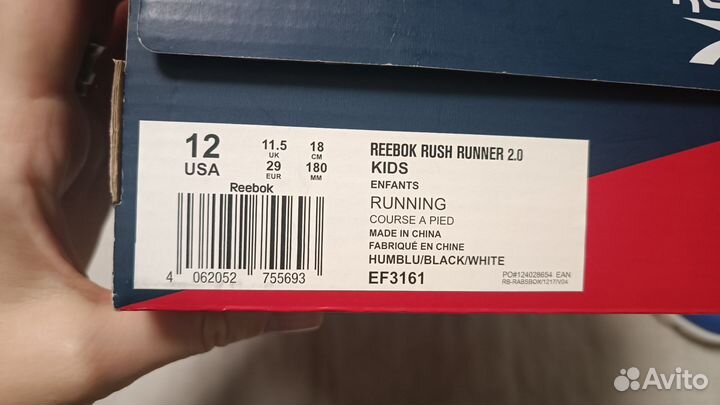 12 USA
11.5 UK
18 CM
29 EUR
180 MM
Reebok
4 062052 755693
REEBOK RUSH RUNNER 2.0
KIDS
ENFANTS
RUNNING
COURSE A PIED
MADE IN CHINA
FABRIQUÉ EN CHINE
HUMBLU/BLACK/WHITE
EF3161
PO#124028654 EAN
RB-RABSBOX/1217/V04
Avito